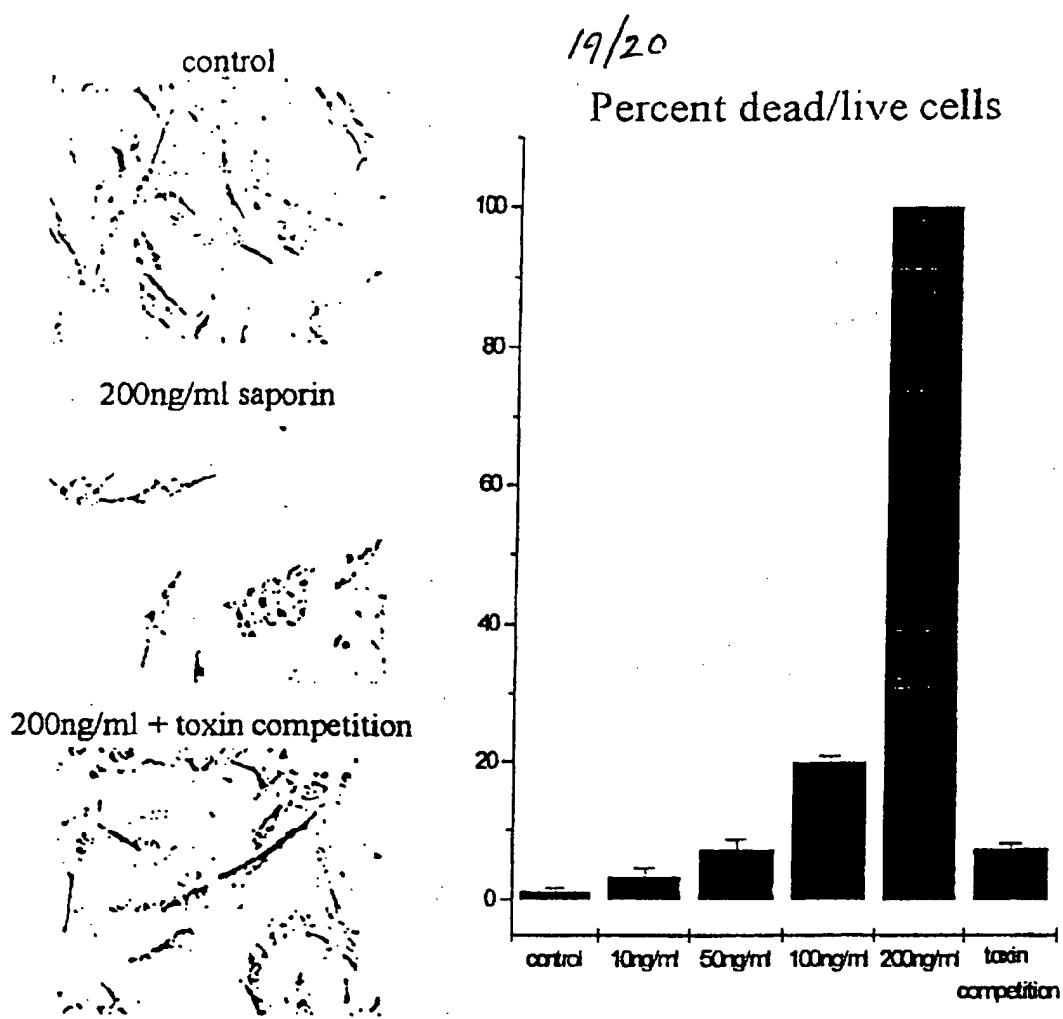 19/20
control
200ng/ml saporin
200ng/ml + toxin competition
Percent dead/live cells
100
80
60
40
20
0
control 10ng/ml 50ng/ml 100ng/ml 200ng/ml toxin
competition